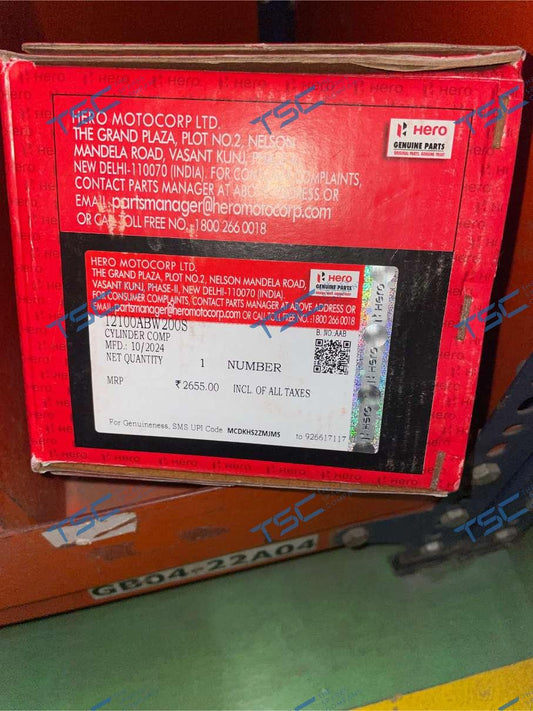 HERO MOTOCORP LTD.
THE GRAND PLAZA, PLOT NO.2, NELSON
MANDELA ROAD, VASANT KUNJ,
NEW DELHI-110070 (INDIA). FOR CONSUMER COMPLAINTS,
CONTACT PARTS MANAGER AT ABOVE ADDRESS OR
EMAIL:partsmanager@heromotocorp.com
OR CALL TOLL FREE NO.:1800 266 0018
Hero
GENUINE PARTS
ORIGINAL PARTS. GENUINE TRUST
HERO MOTOCORP LTD.
THE GRAND PLAZA, PLOT NO.2, NELSON MANDELA ROAD,
VASANT KUNJ, PHASE-II, NEW DELHI-110070 (INDIA).
FOR CONSUMER COMPLAINTS, CONTACT PARTS MANAGER AT ABOVE ADDRESS OR
EMAIL:partsmanager@heromotocorp.com OR CALL TOLL FREE NO.:1800 266 0018
Hero
GENUINE PARTS
12100ABW200S
B. NO.:AAB
CYLINDER COMP
MFD.: 10/2024
NET QUANTITY 1 NUMBER
MRP ₹ 2655.00 INCL. OF ALL TAXES
For Genuineness, SMS UPI Code MCDKHS22MJMS to 926617117
GB04-22A04
TSC